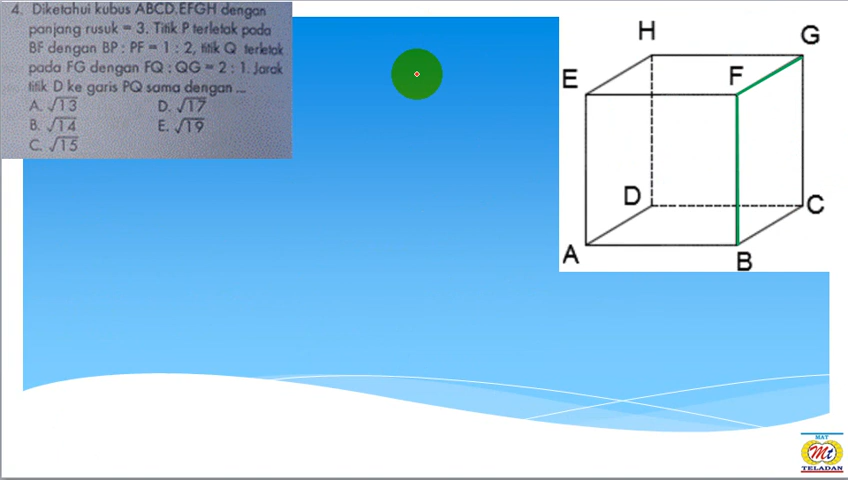 4. Diketahui kubus ABCD.EFGH dengan
panjang rusuk = 3. Titik P terletak pada
BF dengan BP : PF = 1 : 2, titik Q terletak
pada FG dengan FQ : QG = 2 : 1. Jarak
titik D ke garis PQ sama dengan ...
A. √13 D. √17
B. √14 E. √19
C. √15
H G
E F
D C
A B
MAT
Mt
TELADAN